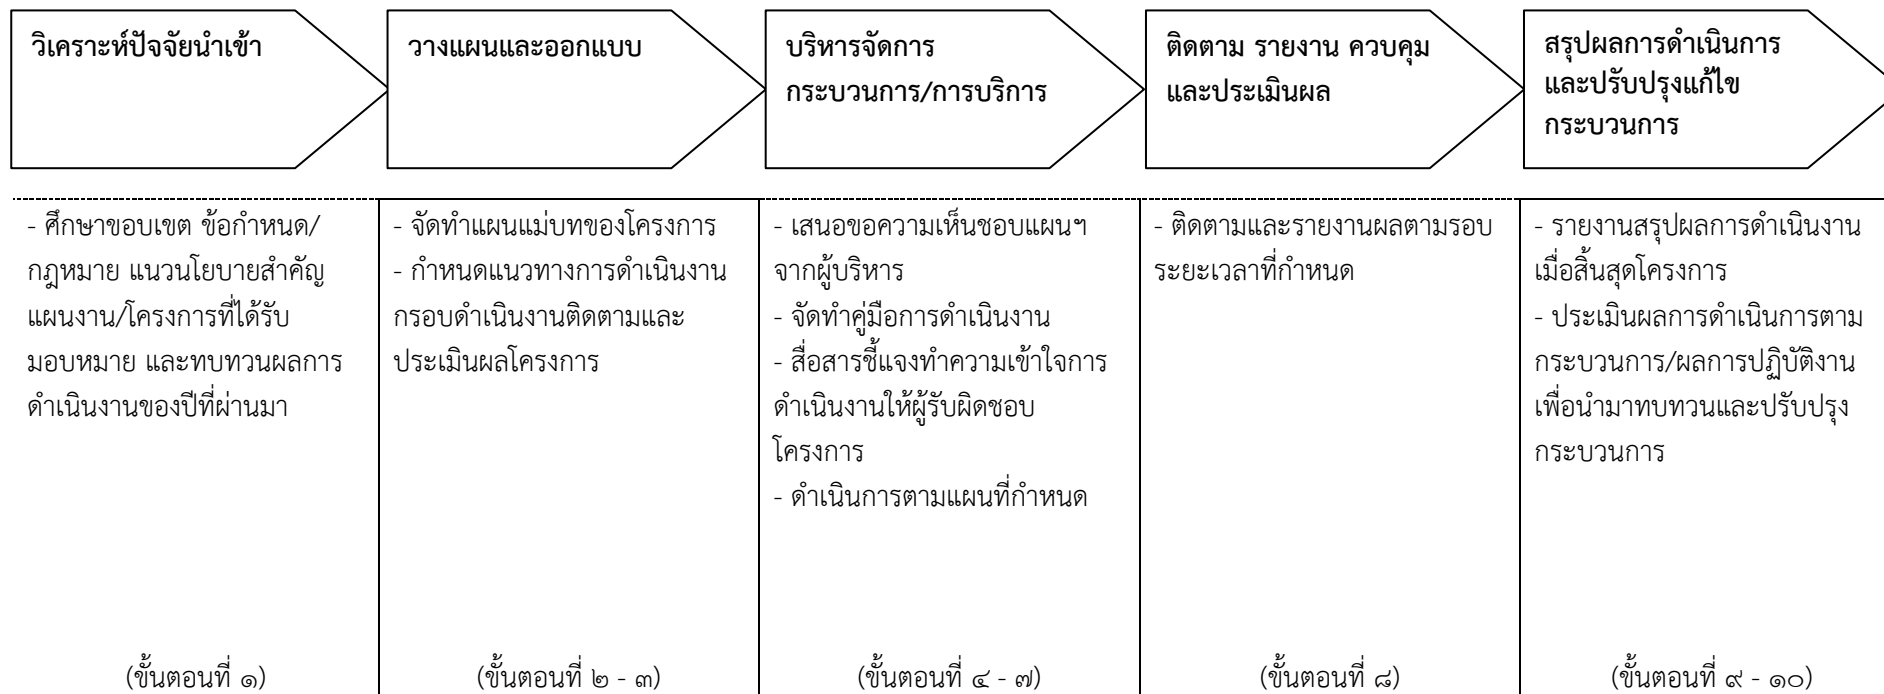 วิเคราะห์ปัจจัยนำเข้า
วางแผนและออกแบบ
บริหารจัดการ
กระบวนการ/การบริการ
ติดตาม รายงาน ควบคุม
และประเมินผล
สรุปผลการดำเนินการ
และปรับปรุงแก้ไข
กระบวนการ
- ศึกษาขอบเขต ข้อกำหนด/
กฎหมาย แนวนโยบายสำคัญ
แผนงาน/โครงการที่ได้รับ
มอบหมาย และทบทวนผลการ
ดำเนินงานของปีที่ผ่านมา
(ขั้นตอนที่ ๑)
- จัดทำแผนแม่บทของโครงการ
- กำหนดแนวทางการดำเนินงาน
กรอบดำเนินงานติดตามและ
ประเมินผลโครงการ
(ขั้นตอนที่ ๒ - ๓)
- เสนอขอความเห็นชอบแผนฯ
จากผู้บริหาร
- จัดทำคู่มือการดำเนินงาน
- สื่อสารชี้แจงทำความเข้าใจการ
ดำเนินงานให้ผู้รับผิดชอบ
โครงการ
- ดำเนินการตามแผนที่กำหนด
(ขั้นตอนที่ ๔ - ๗)
- ติดตามและรายงานผลตามรอบ
ระยะเวลาที่กำหนด
(ขั้นตอนที่ ๘)
- รายงานสรุปผลการดำเนินงาน
เมื่อสิ้นสุดโครงการ
- ประเมินผลการดำเนินการตาม
กระบวนการ/ผลการปฏิบัติงาน
เพื่อนำมาทบทวนและปรับปรุง
กระบวนการ
(ขั้นตอนที่ ๙ - ๑๐)